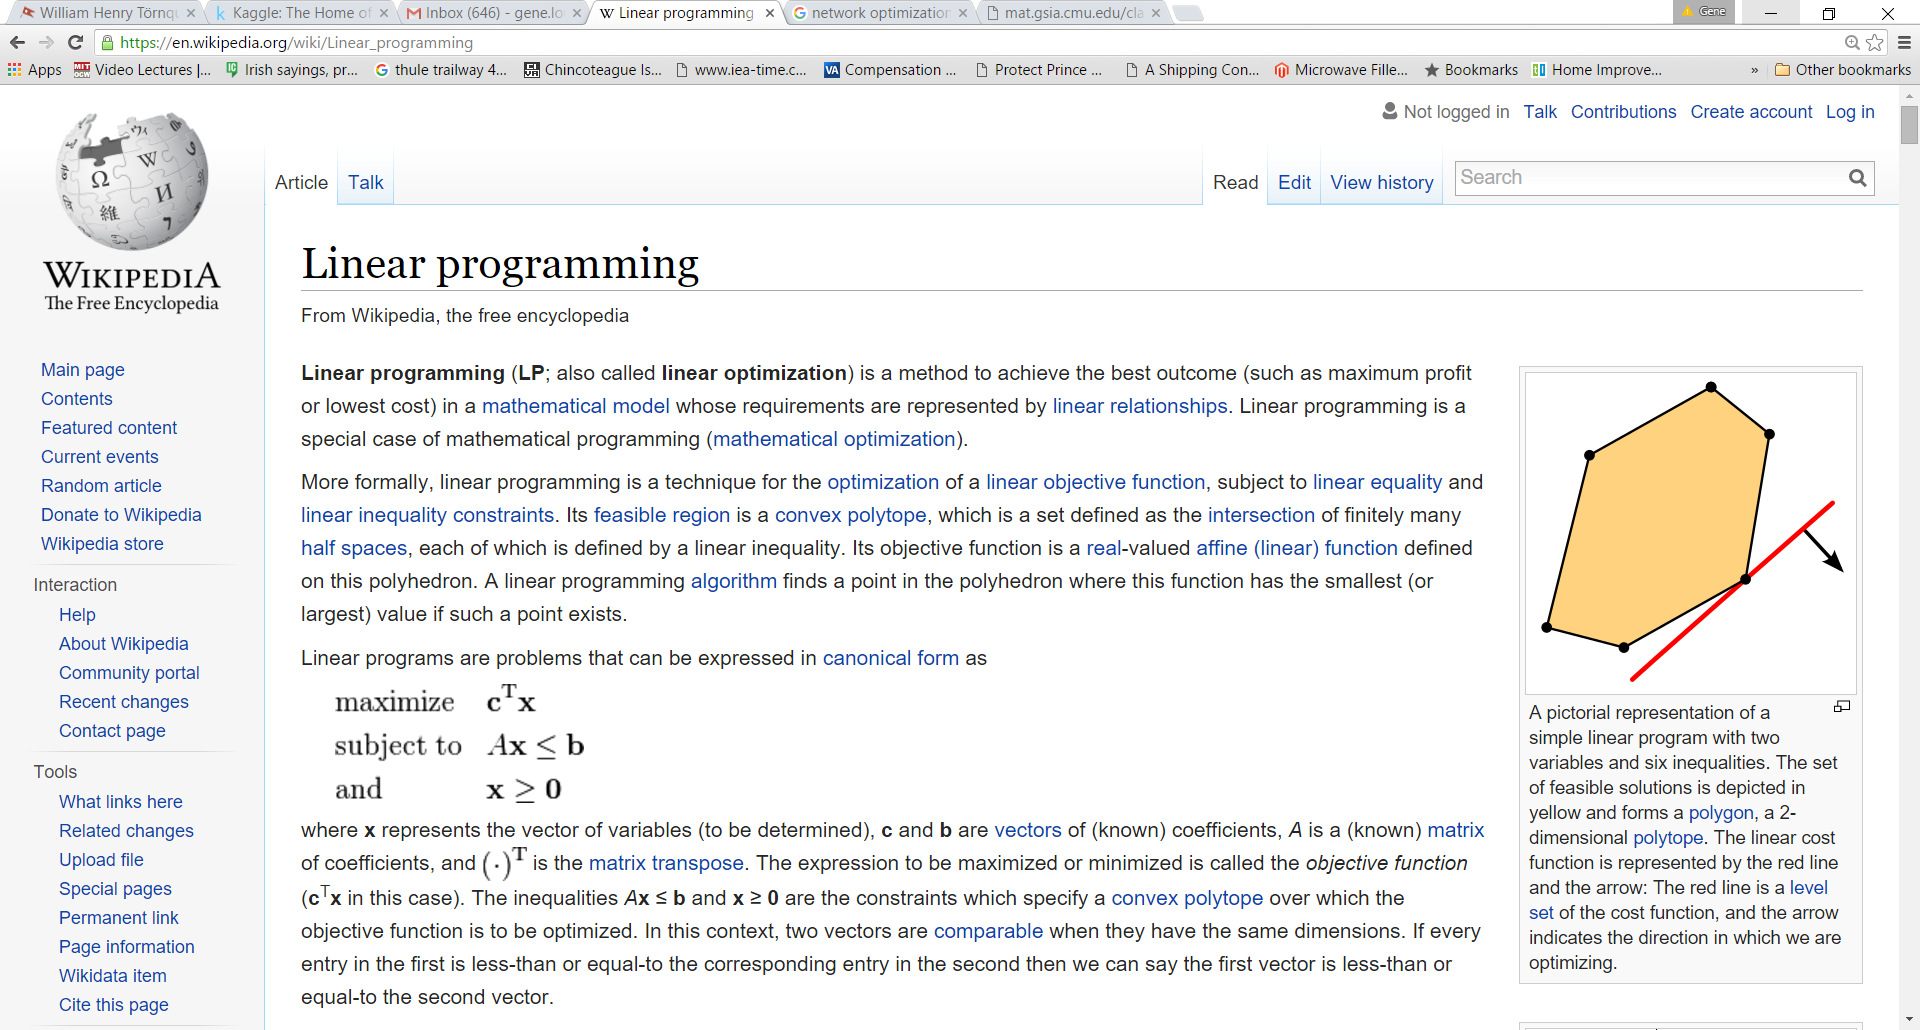 William Henry Törnqu
Kaggle: The Home of
Inbox (646) - gene.lo
Linear programming
network optimization
mat.gsia.cmu.edu/cla
Gene
https://en.wikipedia.org/wiki/Linear_programming
Apps
Video Lectures |...
Irish sayings, pr...
thule trailway 4...
Chincoteague Is...
www.iea-time.c...
Compensation ...
Protect Prince ...
A Shipping Con...
Microwave Fille...
Bookmarks
Home Improve...
»
Other bookmarks
Not logged in Talk Contributions Create account Log in
Article Talk
Read Edit View history Search
WIKIPEDIA
The Free Encyclopedia
Main page
Contents
Featured content
Current events
Random article
Donate to Wikipedia
Wikipedia store
Interaction
Help
About Wikipedia
Community portal
Recent changes
Contact page
Tools
What links here
Related changes
Upload file
Special pages
Permanent link
Page information
Wikidata item
Cite this page
Linear programming
From Wikipedia, the free encyclopedia
Linear programming (LP; also called linear optimization) is a method to achieve the best outcome (such as maximum profit
or lowest cost) in a mathematical model whose requirements are represented by linear relationships. Linear programming is a
special case of mathematical programming (mathematical optimization).
More formally, linear programming is a technique for the optimization of a linear objective function, subject to linear equality and
linear inequality constraints. Its feasible region is a convex polytope, which is a set defined as the intersection of finitely many
half spaces, each of which is defined by a linear inequality. Its objective function is a real-valued affine (linear) function defined
on this polyhedron. A linear programming algorithm finds a point in the polyhedron where this function has the smallest (or
largest) value if such a point exists.
Linear programs are problems that can be expressed in canonical form as
maximize cᵀx
subject to Ax ≤ b
and x ≥ 0
where x represents the vector of variables (to be determined), c and b are vectors of (known) coefficients, A is a (known) matrix
of coefficients, and (·)ᵀ is the matrix transpose. The expression to be maximized or minimized is called the objective function
(cᵀx in this case). The inequalities Ax ≤ b and x ≥ 0 are the constraints which specify a convex polytope over which the
objective function is to be optimized. In this context, two vectors are comparable when they have the same dimensions. If every
entry in the first is less-than or equal-to the corresponding entry in the second then we can say the first vector is less-than or
equal-to the second vector.
A pictorial representation of a
simple linear program with two
variables and six inequalities. The set
of feasible solutions is depicted in
yellow and forms a polygon, a 2-
dimensional polytope. The linear cost
function is represented by the red line
and the arrow: The red line is a level
set of the cost function, and the arrow
indicates the direction in which we are
optimizing.